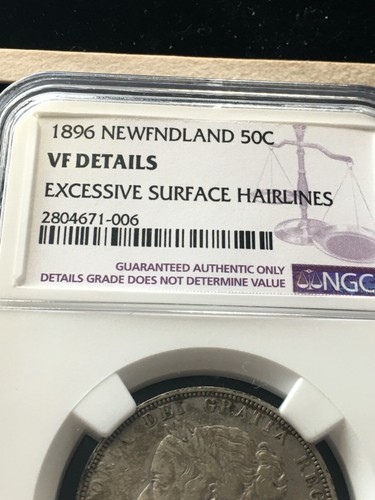 1896 NEWFNDLAND 50C
VF DETAILS
EXCESSIVE SURFACE HAIRLINES
2804671-006
GUARANTEED AUTHENTIC ONLY
DETAILS GRADE DOES NOT DETERMINE VALUE
NGC
DEI GRATIA RE